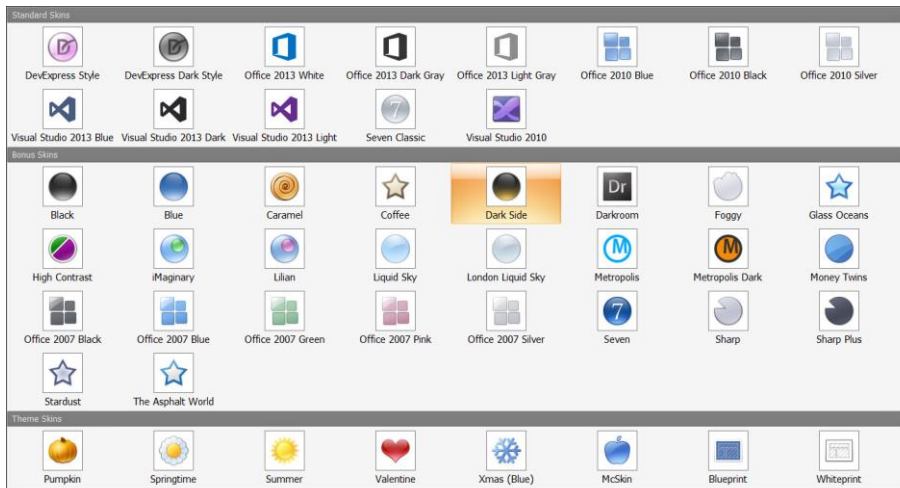 Standard Skins
DevExpress Style DevExpress Dark Style Office 2013 White Office 2013 Dark Gray Office 2013 Light Gray Office 2010 Blue Office 2010 Black Office 2010 Silver
7
Visual Studio 2013 Blue Visual Studio 2013 Dark Visual Studio 2013 Light Seven Classic Visual Studio 2010
Bonus Skins
Dr
Black Blue Caramel Coffee Dark Side Darkroom Foggy Glass Oceans
M M
High Contrast iMaginary Lilian Liquid Sky London Liquid Sky Metropolis Metropolis Dark Money Twins
7
Office 2007 Black Office 2007 Blue Office 2007 Green Office 2007 Pink Office 2007 Silver Seven Sharp Sharp Plus
Stardust The Asphalt World
Theme Skins
Pumpkin Springtime Summer Valentine Xmas (Blue) McSkin Blueprint Whiteprint